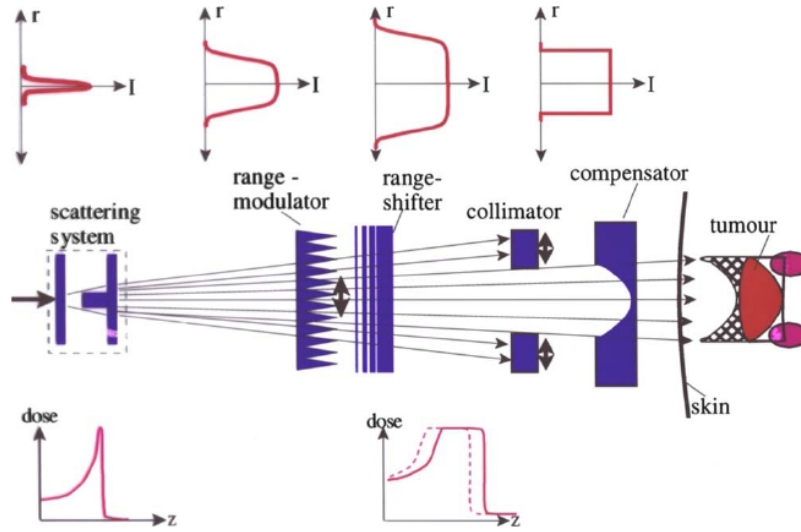 r
I
r
I
r
I
r
I
scattering
system
range -
modulator
range-
shifter
collimator
compensator
tumour
skin
dose
z
dose
z